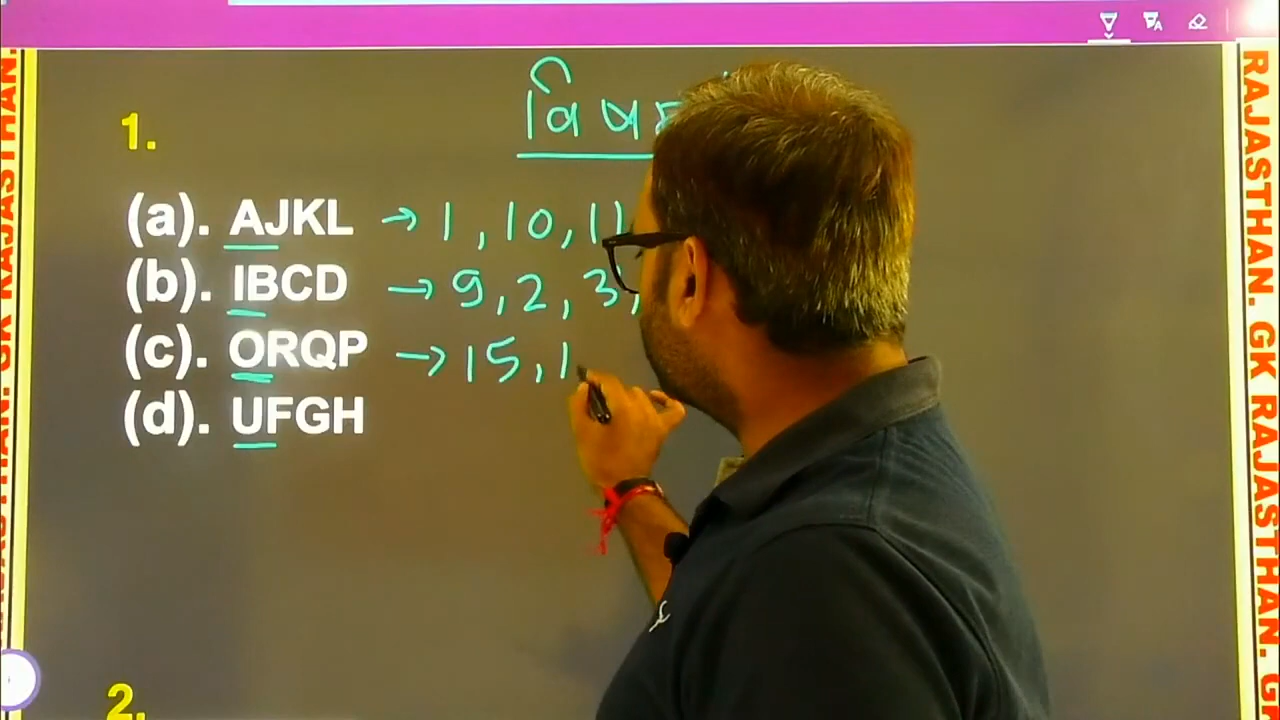 1.
(a). AJKL → 1, 10, 11
(b). IBCD → 9, 2, 3,
(c). ORQP → 15, 1
(d). UFGH
2.
RAJASTHAN. GK RAJASTHAN.
RAJASTHAN. GK RAJASTHAN. G